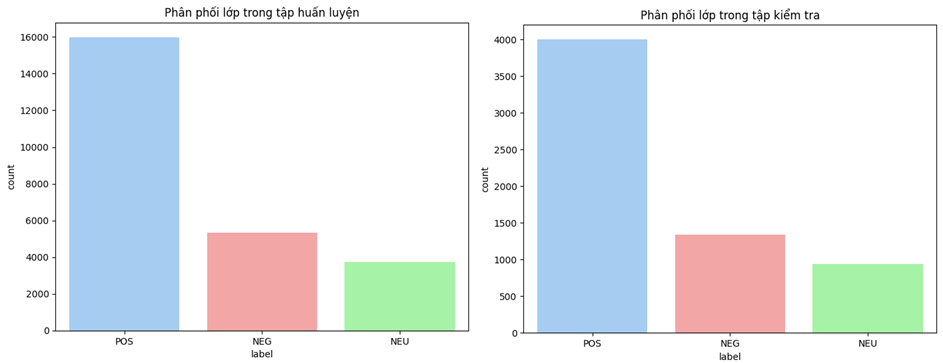 Phân phối lớp trong tập huấn luyện
16000
14000
12000
10000
8000
6000
4000
2000
0
count
POS NEG NEU
label
Phân phối lớp trong tập kiểm tra
4000
3500
3000
2500
2000
1500
1000
500
0
count
POS NEG NEU
label